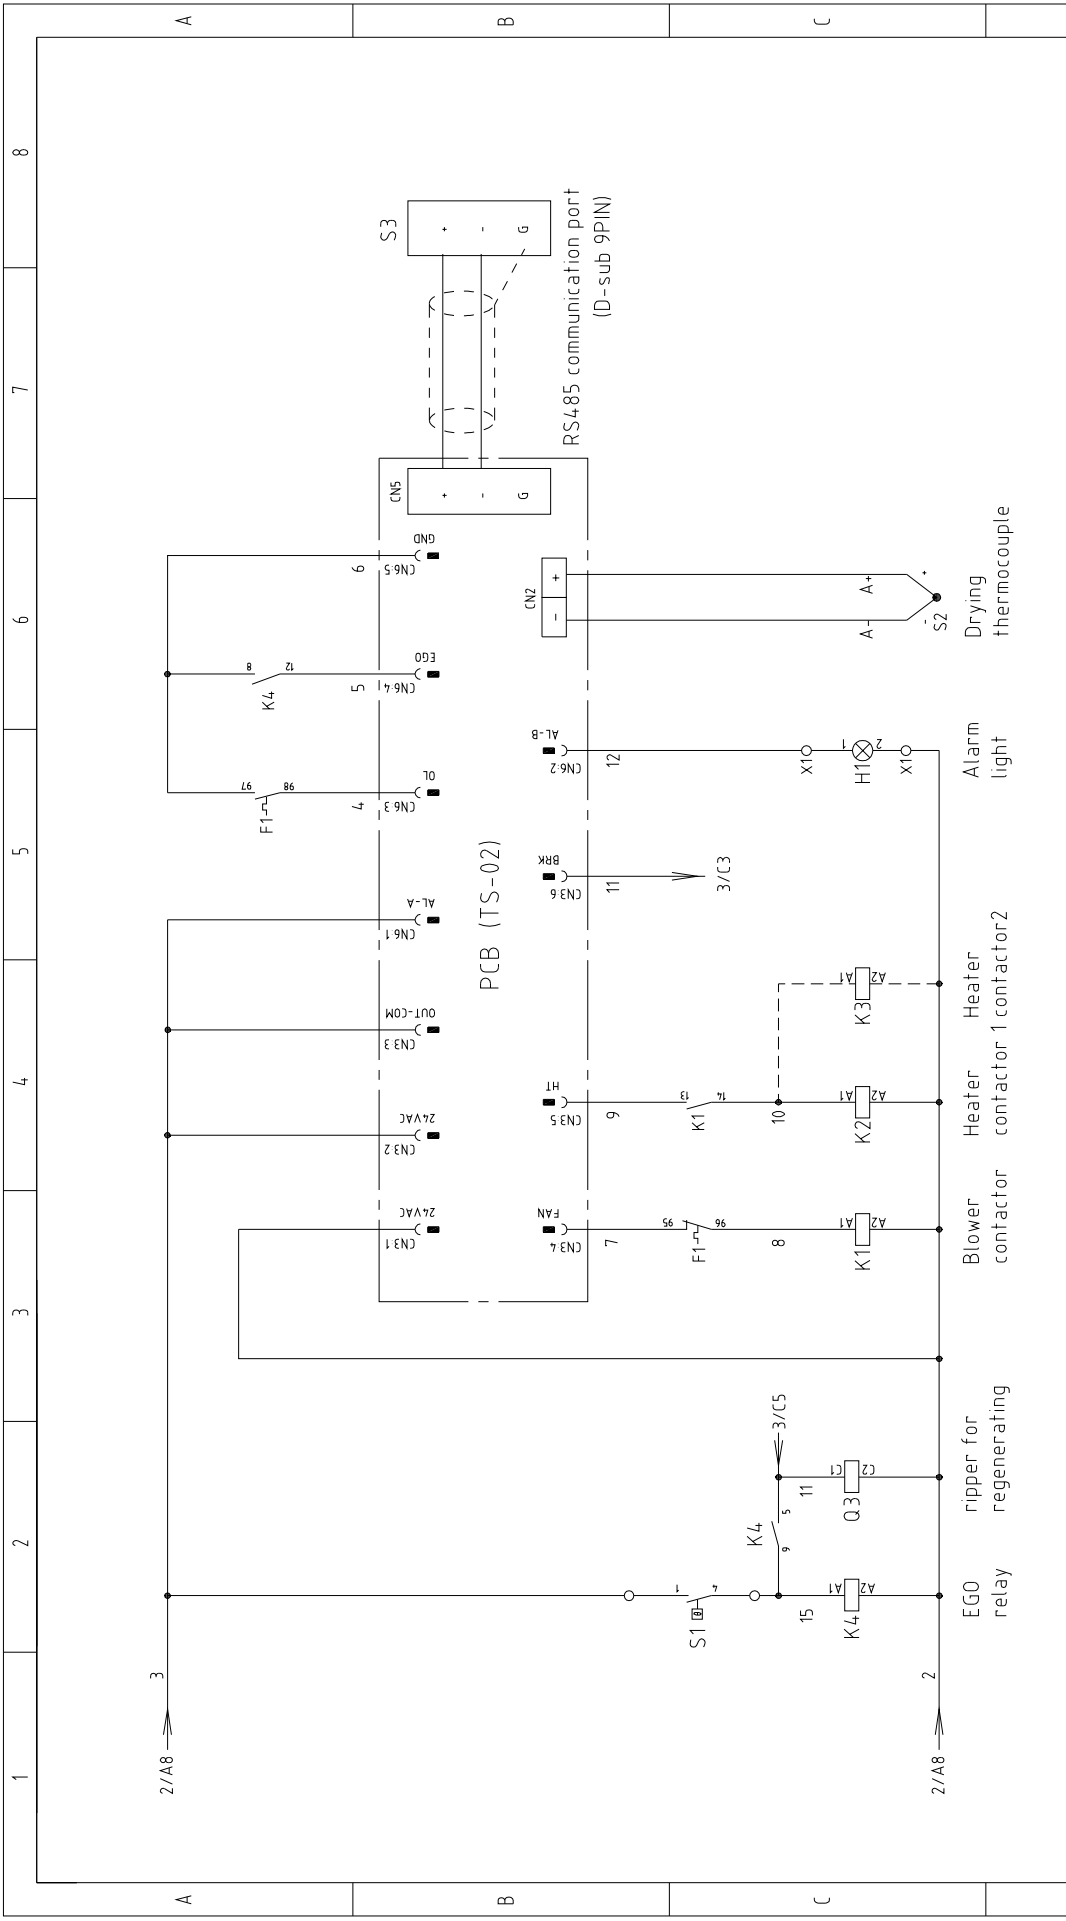 1
2
3
4
5
6
7
8
A
A
2/A8
3
K4
8
12
F1
97
98
4
5
6
B
B
CN3:1
24VAC
CN3:2
24VAC
CN3:3
OUT-COM
CN6:1
AL-A
CN6:3
OL
CN6:4
EGO
CN6:5
GND
CN5
+
-
G
S3
+
-
G
PCB (TS-02)
CN3:4
FAN
CN3:5
HT
CN3:6
BRK
CN6:2
AL-B
CN2
-
+
RS485 communication port
(D-sub 9PIN)
7
9
11
12
C
C
S1
θ
1
4
K4
9
5
3/C5
F1
95
96
K1
13
14
3/C3
15
11
8
10
K4
A1
A2
Q3
C1
C2
K1
A1
A2
K2
A1
A2
K3
A1
A2
X10
H1
1
2
X10
A-
A+
-
+
S2
2/A8
2
EGO
relay
ripper for
regenerating
Blower
contactor
Heater
contactor 1
Heater
contactor2
Alarm
light
Drying
thermocouple